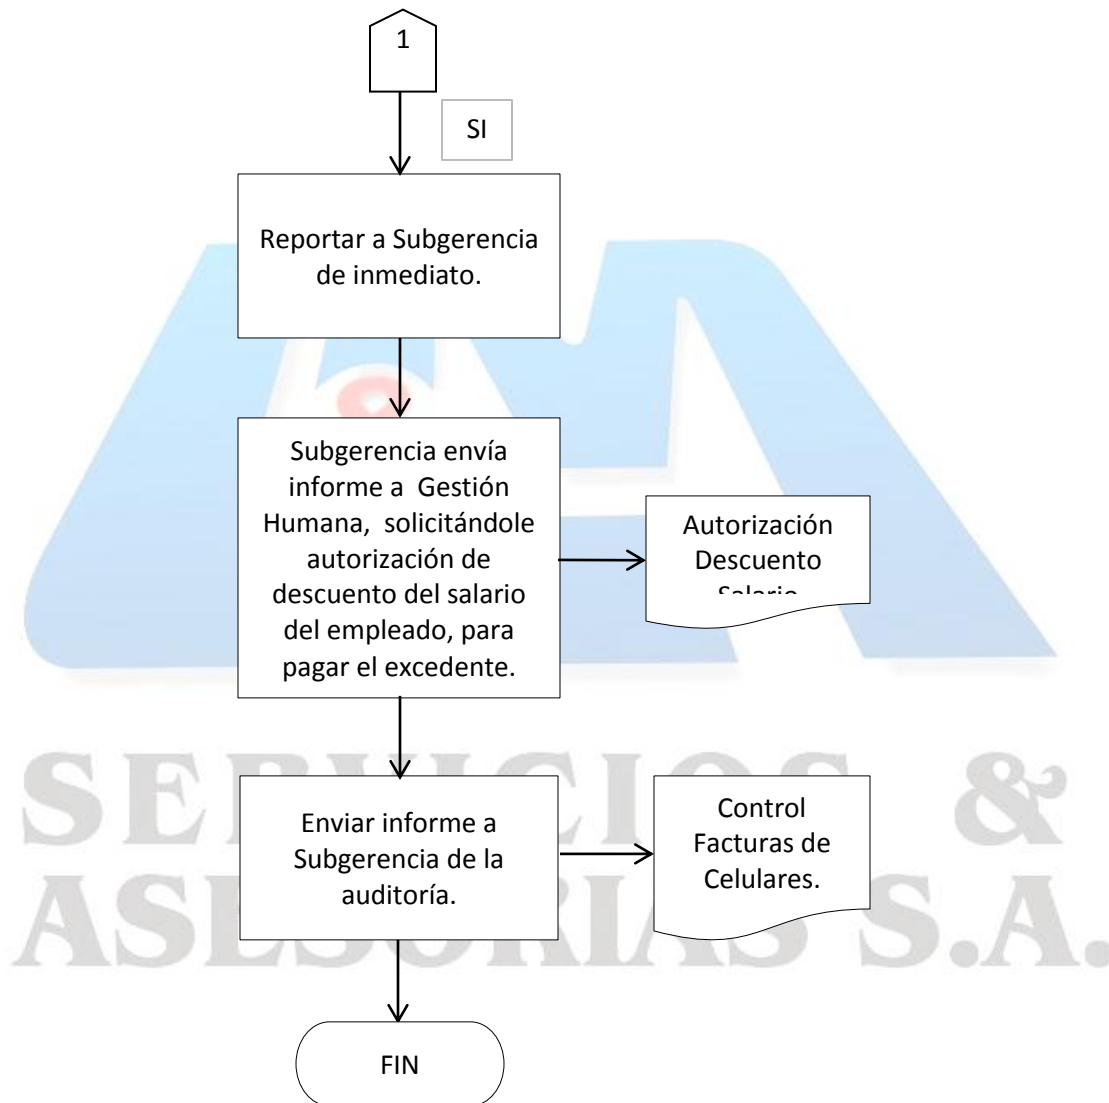 1
SI
Reportar a Subgerencia
de inmediato.
Subgerencia envía
informe a Gestión
Humana, solicitándole
autorización de
descuento del salario
del empleado, para
pagar el excedente.
Autorización
Descuento
Salario
Enviar informe a
Subgerencia de la
auditoría.
Control
Facturas de
Celulares.
FIN
SERVICIOS &
ASESORIAS S.A.